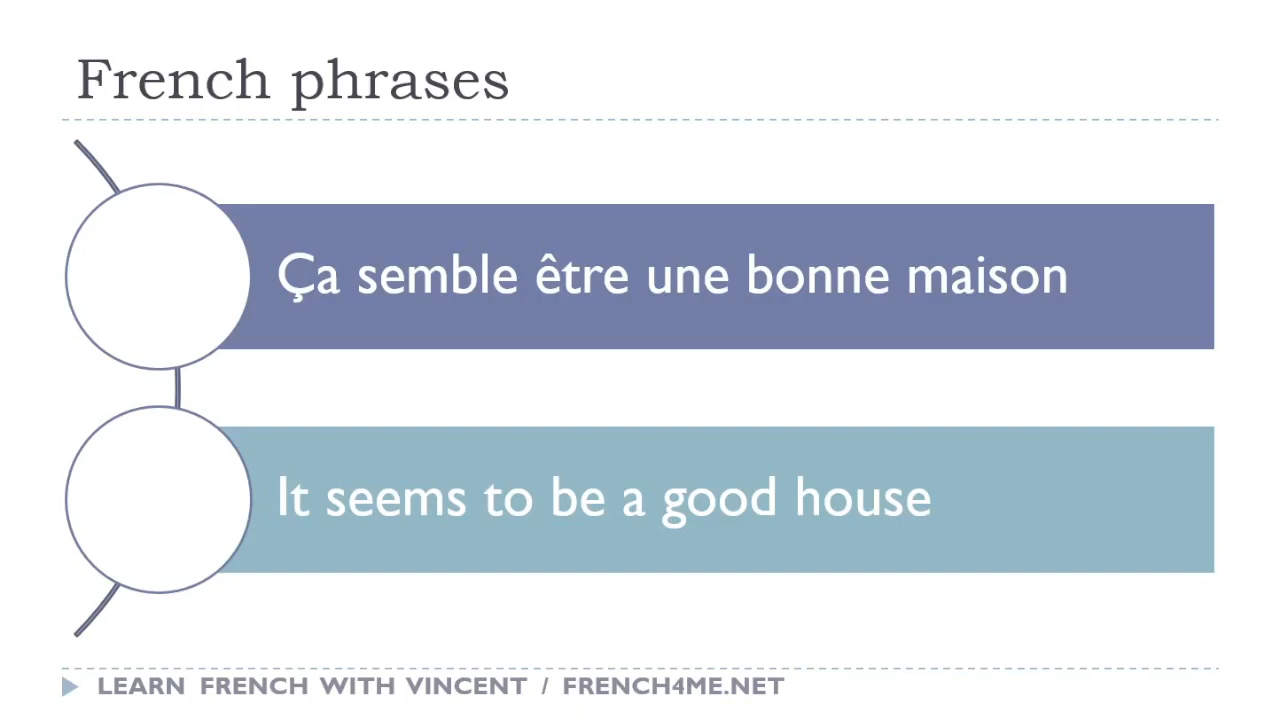 French phrases
Ça semble être une bonne maison
It seems to be a good house
LEARN FRENCH WITH VINCENT / FRENCH4ME.NET